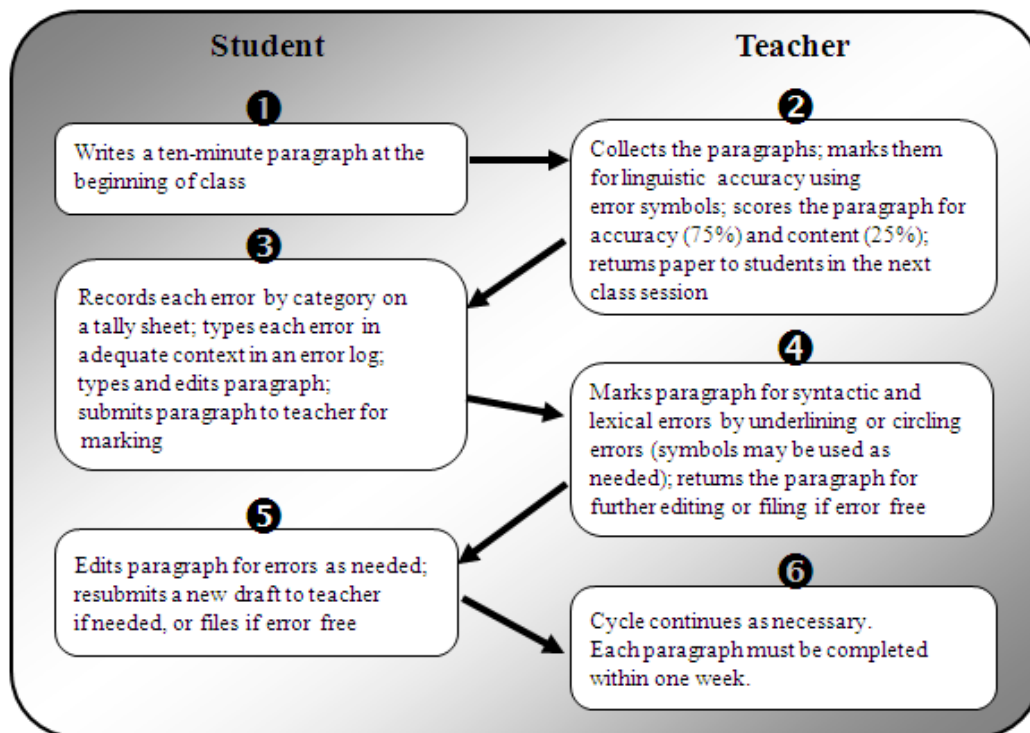 Student
Teacher
❶
Writes a ten-minute paragraph at the
beginning of class
❷
Collects the paragraphs; marks them
for linguistic accuracy using
error symbols; scores the paragraph for
accuracy (75%) and content (25%);
returns paper to students in the next
class session
❸
Records each error by category on
a tally sheet; types each error in
adequate context in an error log;
types and edits paragraph;
submits paragraph to teacher for
marking
❹
Marks paragraph for syntactic and
lexical errors by underlining or circling
errors (symbols may be used as
needed); returns the paragraph for
further editing or filing if error free
❺
Edits paragraph for errors as needed;
resubmits a new draft to teacher
if needed, or files if error free
❻
Cycle continues as necessary.
Each paragraph must be completed
within one week.